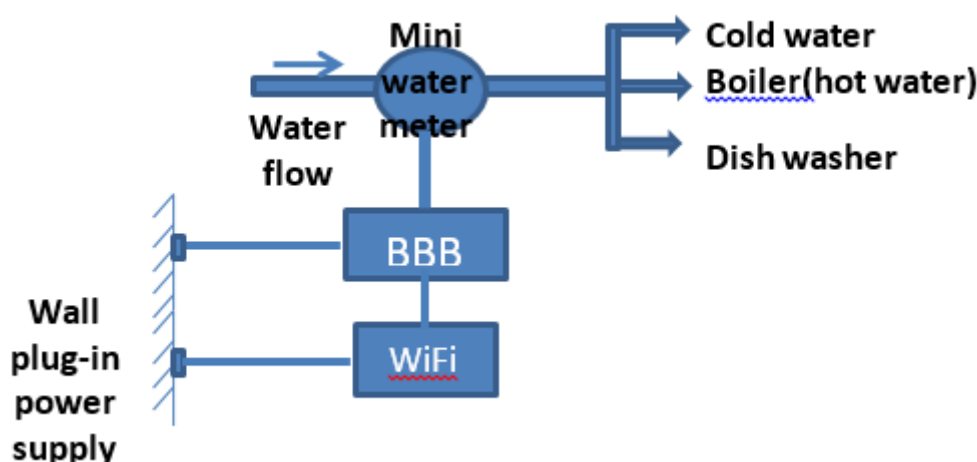 Mini
water
meter
Water
flow
Cold water
Boiler(hot water)
Dish washer
BBB
WiFi
Wall
plug-in
power
supply